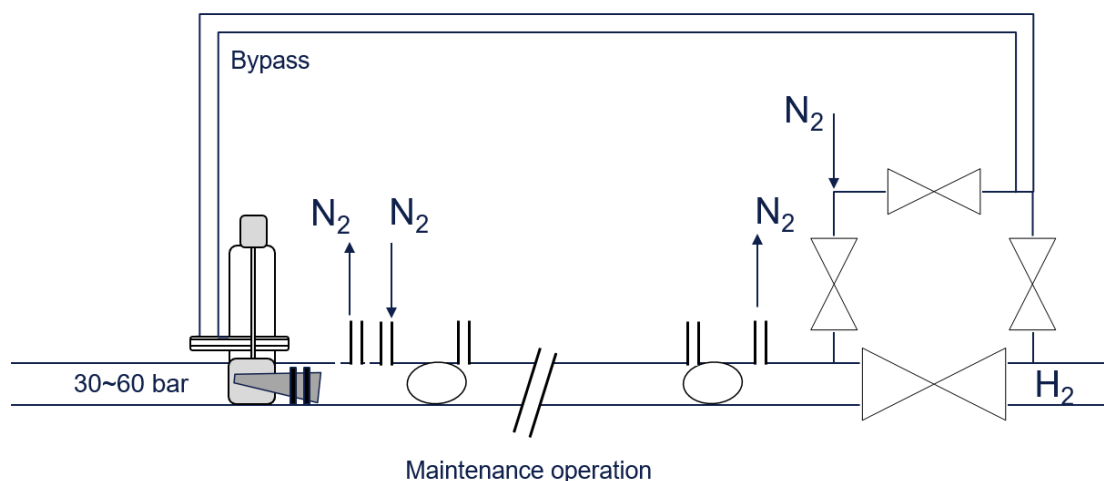 Bypass
N₂
N₂ N₂ N₂
30~60 bar
H₂
Maintenance operation